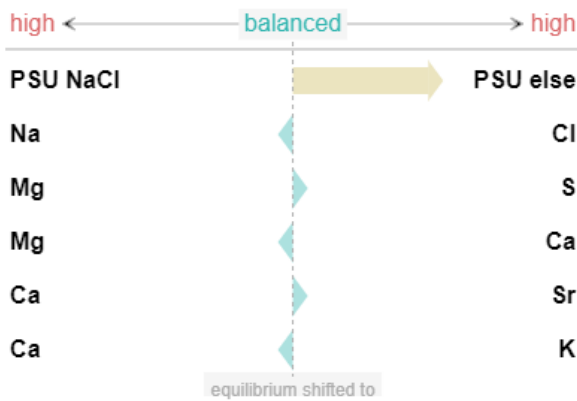 high balanced high
PSU NaCl PSU else
Na Cl
Mg S
Mg Ca
Ca Sr
Ca K
equilibrium shifted to